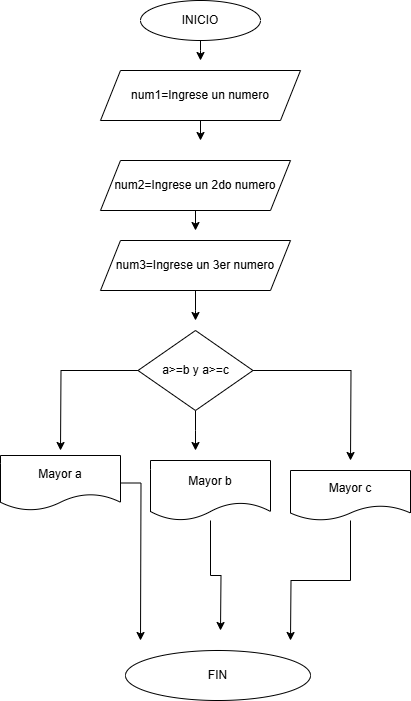 INICIO
num1=Ingrese un numero
num2=Ingrese un 2do numero
num3=Ingrese un 3er numero
a>=b y a>=c
Mayor a
Mayor b
Mayor c
FIN